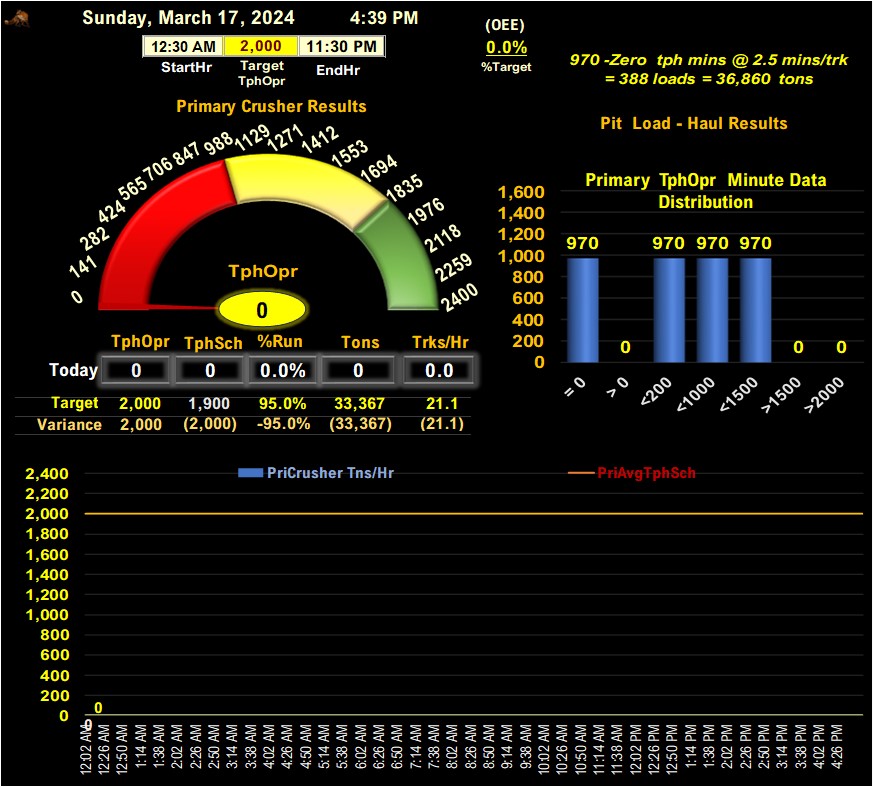 Sunday, March 17, 2024 4:39 PM
12:30 AM 2,000 11:30 PM
StartHr Target TphOpr EndHr
(OEE)
0.0%
%Target
970 -Zero tph mins @ 2.5 mins/trk
= 388 loads = 36,860 tons
Primary Crusher Results
0 141 282 424 565 706 847 988 1129 1271 1412 1553 1694 1835 1976 2118 2259 2400
TphOpr
0
TphOpr TphSch %Run Tons Trks/Hr
Today 0 0 0.0% 0 0.0
Target 2,000 1,900 95.0% 33,367 21.1
Variance 2,000 (2,000) -95.0% (33,367) (21.1)
Pit Load - Haul Results
Primary TphOpr Minute Data
Distribution
1,600
1,400
1,200
1,000
800
600
400
200
0
970 0 970 970 970 0 0
= 0 > 0 <200 <1000 <1500 >1500 >2000
PriCrusher Tns/Hr PriAvgTphSch
2,400
2,200
2,000
1,800
1,600
1,400
1,200
1,000
800
600
400
200
0
0
0
12:02 AM 12:26 AM 12:50 AM 1:14 AM 1:38 AM 2:02 AM 2:26 AM 2:50 AM 3:14 AM 3:38 AM 4:02 AM 4:26 AM 4:50 AM 5:14 AM 5:38 AM 6:02 AM 6:26 AM 6:50 AM 7:14 AM 7:38 AM 8:02 AM 8:26 AM 8:50 AM 9:14 AM 9:38 AM 10:02 AM 10:26 AM 10:50 AM 11:14 AM 11:38 AM 12:02 PM 12:26 PM 12:50 PM 1:14 PM 1:38 PM 2:02 PM 2:26 PM 2:50 PM 3:14 PM 3:38 PM 4:02 PM 4:26 PM